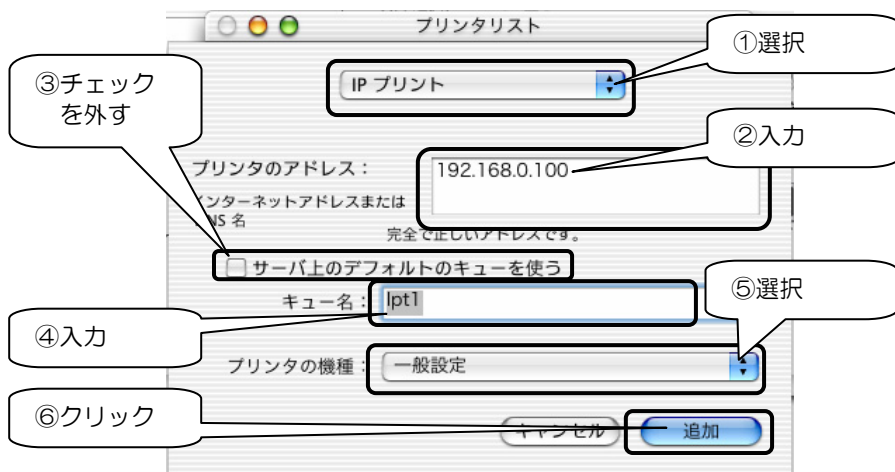 プリンタリスト
①選択
IP プリント
③チェック
を外す
②入力
プリンタのアドレス：
192.168.0.100
インターネットアドレスまたは
DNS 名
完全で正しいアドレスです。
サーバ上のデフォルトのキューを使う
⑤選択
キュー名：
lpt1
④入力
プリンタの機種：
一般設定
⑥クリック
キャンセル
追加